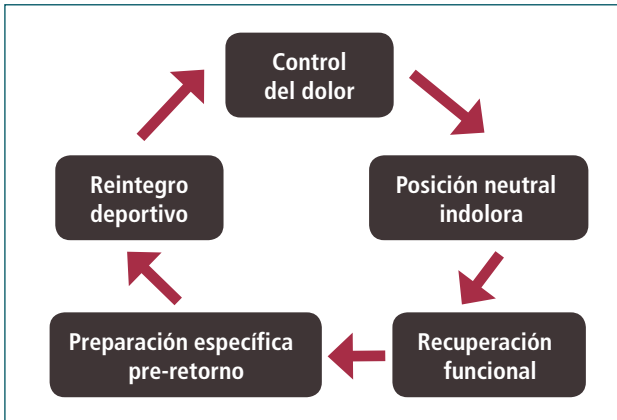 Control
del dolor
Posición neutral
indolora
Recuperación
funcional
Preparación específica
pre-retorno
Reintegro
deportivo